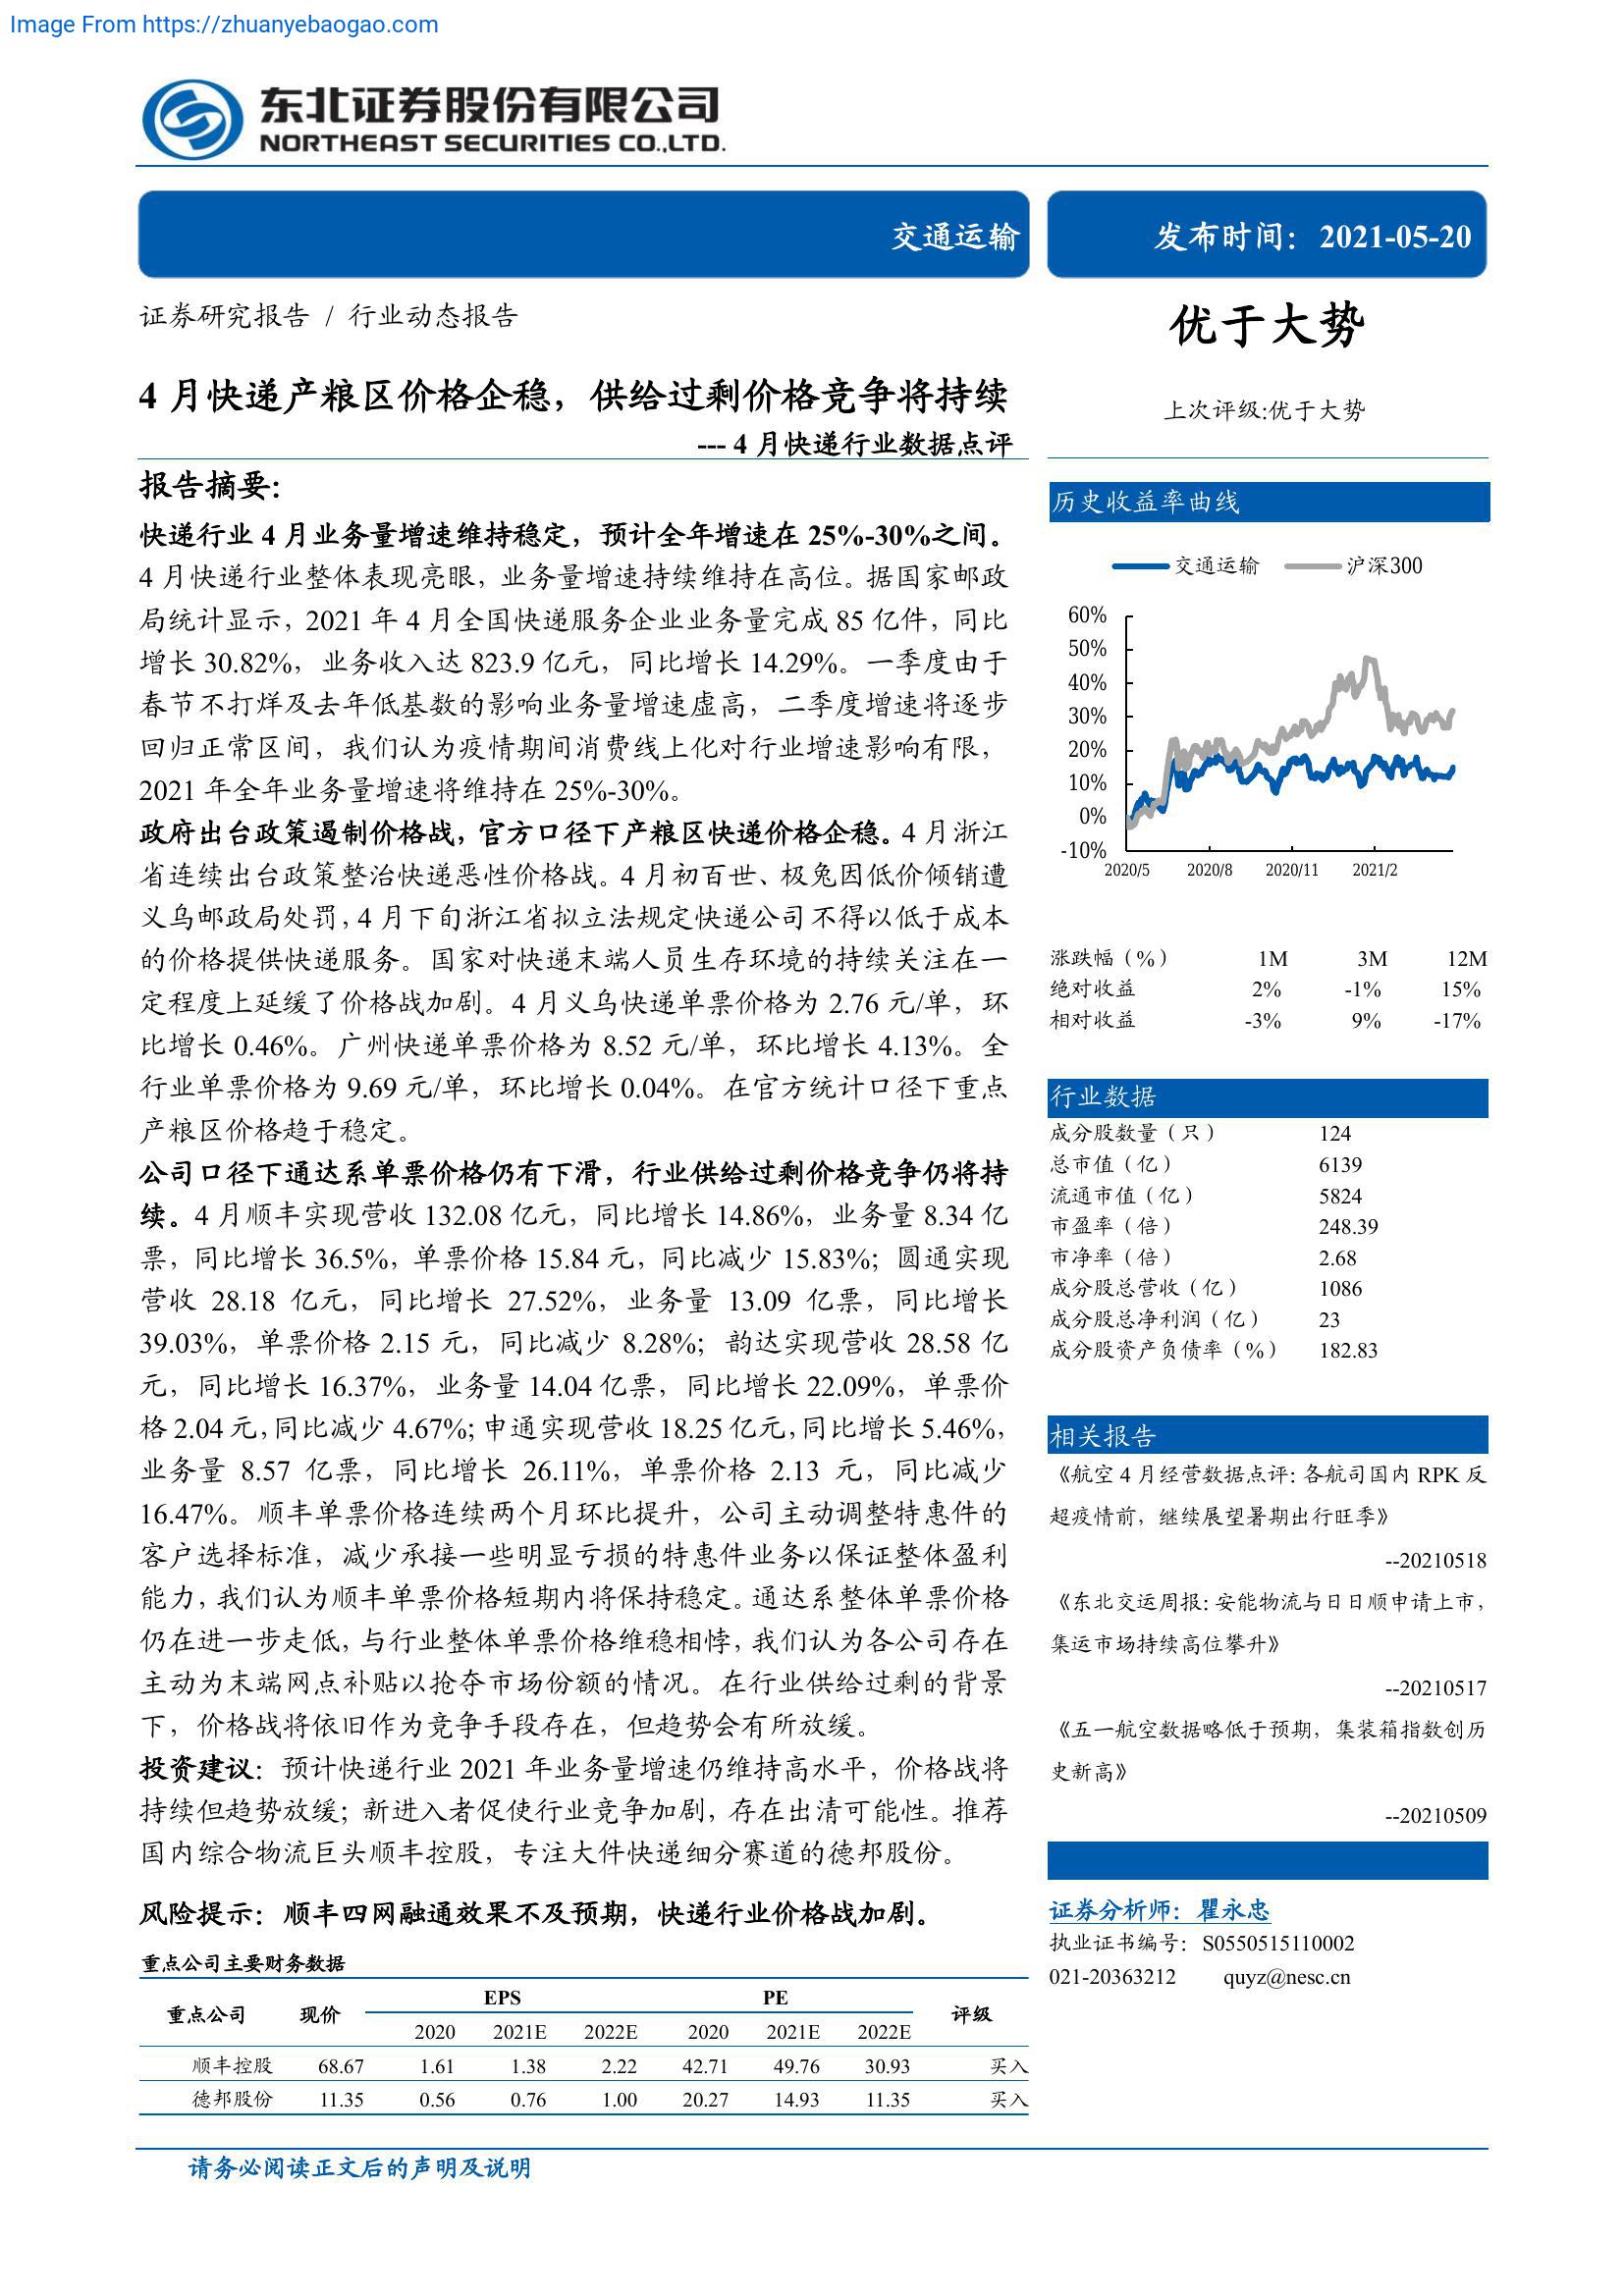 Image From https://zhuanyebaogao.com
东北证券股份有限公司
NORTHEAST SECURITIES CO.,LTD.
交通运输
发布时间：2021-05-20
证券研究报告 / 行业动态报告
4 月快递产粮区价格企稳，供给过剩价格竞争将持续
--- 4 月快递行业数据点评
报告摘要：
快递行业 4 月业务量增速维持稳定，预计全年增速在 25%-30%之间。
4 月快递行业整体表现亮眼，业务量增速持续维持在高位。据国家邮政
局统计显示，2021 年 4 月全国快递服务企业业务量完成 85 亿件，同比
增长 30.82%，业务收入达 823.9 亿元，同比增长 14.29%。一季度由于
春节不打烊及去年低基数的影响业务量增速虚高，二季度增速将逐步
回归正常区间，我们认为疫情期间消费线上化对行业增速影响有限，
2021 年全年业务量增速将维持在 25%-30%。
政府出台政策遏制价格战，官方口径下产粮区快递价格企稳。4 月浙江
省连续出台政策整治快递恶性价格战。4 月初百世、极兔因低价倾销遭
义乌邮政局处罚，4 月下旬浙江省拟立法规定快递公司不得以低于成本
的价格提供快递服务。国家对快递末端人员生存环境的持续关注在一
定程度上延缓了价格战加剧。4 月义乌快递单票价格为 2.76 元/单，环
比增长 0.46%。广州快递单票价格为 8.52 元/单，环比增长 4.13%。全
行业单票价格为 9.69 元/单，环比增长 0.04%。在官方统计口径下重点
产粮区价格趋于稳定。
公司口径下通达系单票价格仍有下滑，行业供给过剩价格竞争仍将持
续。4 月顺丰实现营收 132.08 亿元，同比增长 14.86%，业务量 8.34 亿
票，同比增长 36.5%，单票价格 15.84 元，同比减少 15.83%；圆通实现
营收 28.18 亿元，同比增长 27.52%，业务量 13.09 亿票，同比增长
39.03%，单票价格 2.15 元，同比减少 8.28%；韵达实现营收 28.58 亿
元，同比增长 16.37%，业务量 14.04 亿票，同比增长 22.09%，单票价
格 2.04 元，同比减少 4.67%；申通实现营收 18.25 亿元，同比增长 5.46%，
业务量 8.57 亿票，同比增长 26.11%，单票价格 2.13 元，同比减少
16.47%。顺丰单票价格连续两个月环比提升，公司主动调整特惠件的
客户选择标准，减少承接一些明显亏损的特惠件业务以保证整体盈利
能力，我们认为顺丰单票价格短期内将保持稳定。通达系整体单票价格
仍在进一步走低，与行业整体单票价格维稳相悖，我们认为各公司存在
主动为末端网点补贴以抢夺市场份额的情况。在行业供给过剩的背景
下，价格战将依旧作为竞争手段存在，但趋势会有所放缓。
投资建议：预计快递行业 2021 年业务量增速仍维持高水平，价格战将
持续但趋势放缓；新进入者促使行业竞争加剧，存在出清可能性。推荐
国内综合物流巨头顺丰控股，专注大件快递细分赛道的德邦股份。
风险提示：顺丰四网融通效果不及预期，快递行业价格战加剧。
重点公司主要财务数据
重点公司 现价 EPS PE 评级
2020 2021E 2022E 2020 2021E 2022E
顺丰控股 68.67 1.61 1.38 2.22 42.71 49.76 30.93 买入
德邦股份 11.35 0.56 0.76 1.00 20.27 14.93 11.35 买入
优于大势
上次评级:优于大势
历史收益率曲线
交通运输 沪深300
60%
50%
40%
30%
20%
10%
0%
-10%
2020/5 2020/8 2020/11 2021/2
涨跌幅（%） 1M 3M 12M
绝对收益 2% -1% 15%
相对收益 -3% 9% -17%
行业数据
成分股数量（只） 124
总市值（亿） 6139
流通市值（亿） 5824
市盈率（倍） 248.39
市净率（倍） 2.68
成分股总营收（亿） 1086
成分股总净利润（亿） 23
成分股资产负债率（%） 182.83
相关报告
《航空 4 月经营数据点评：各航司国内 RPK 反
超疫情前，继续展望暑期出行旺季》
--20210518
《东北交运周报：安能物流与日日顺申请上市，
集运市场持续高位攀升》
--20210517
《五一航空数据略低于预期，集装箱指数创历
史新高》
--20210509
证券分析师：瞿永忠
执业证书编号：S0550515110002
021-20363212 quyz@nesc.cn
请务必阅读正文后的声明及说明